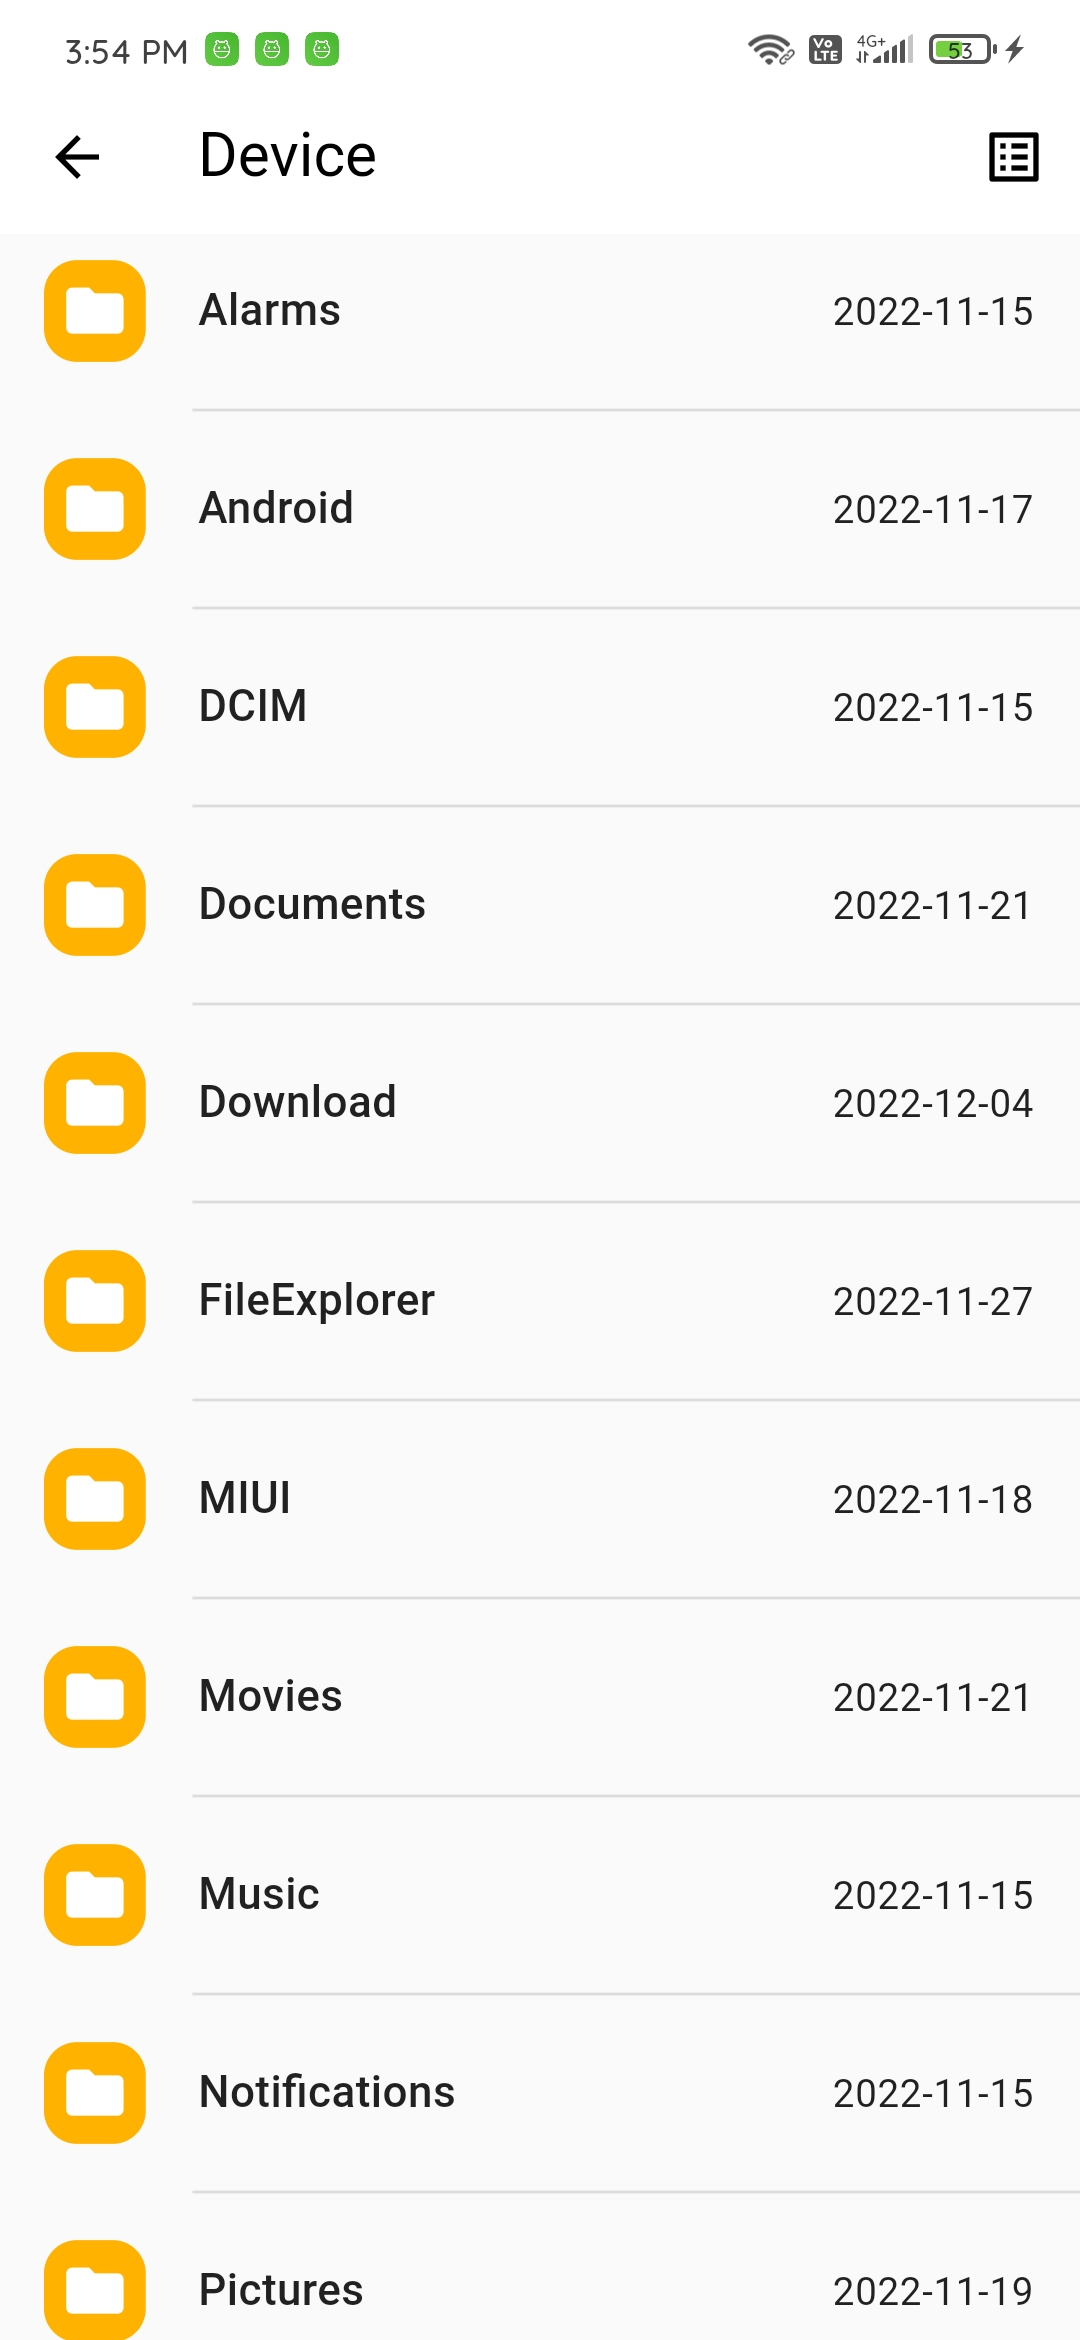 3:54 PM Vo LTE 4G+ 53
Device
Alarms 2022-11-15
Android 2022-11-17
DCIM 2022-11-15
Documents 2022-11-21
Download 2022-12-04
FileExplorer 2022-11-27
MIUI 2022-11-18
Movies 2022-11-21
Music 2022-11-15
Notifications 2022-11-15
Pictures 2022-11-19